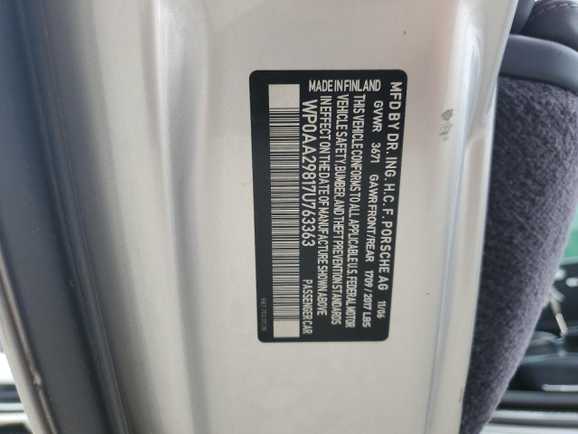 MFD BY DR. ING. H.C. F. PORSCHE AG 11/06
GVWR 3671 GAWR FRONT/REAR 1709 / 2017 LBS
THIS VEHICLE CONFORMS TO ALL APPLICABLE U.S. FEDERAL MOTOR
VEHICLE SAFETY, BUMPER, AND THEFT PREVENTION STANDARDS
IN EFFECT ON THE DATE OF MANUFACTURE SHOWN ABOVE
MADE IN FINLAND
WP0AA29817U763363 PASSENGER CAR